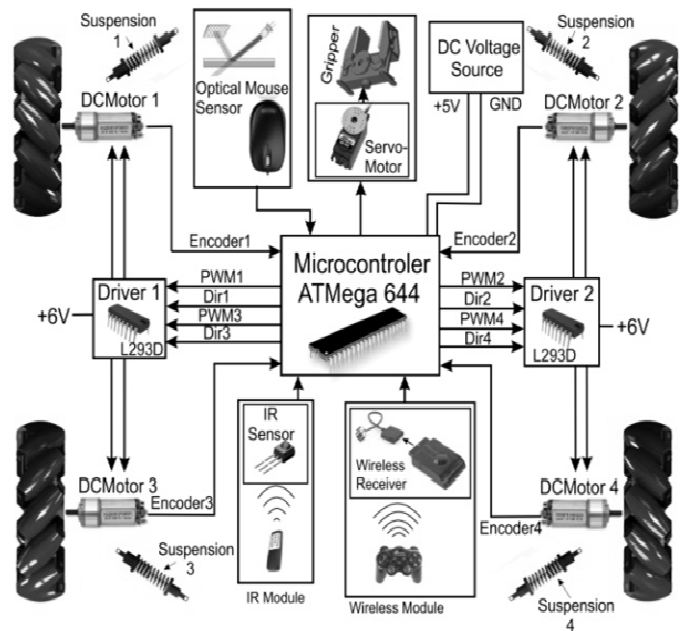 Suspension
1
Optical Mouse
Sensor
Gripper
Servo-
Motor
DC Voltage
Source
+5V
GND
Suspension
2
DCMotor 1
DCMotor 2
Encoder1
Encoder2
Microcontroler
ATMega 644
PWM1
Dir1
PWM3
Dir3
PWM2
Dir2
PWM4
Dir4
Driver 1
L293D
+6V
Driver 2
L293D
+6V
IR
Sensor
IR Module
Wireless
Receiver
Wireless Module
DCMotor 3
Encoder3
Suspension
3
DCMotor 4
Encoder4
Suspension
4